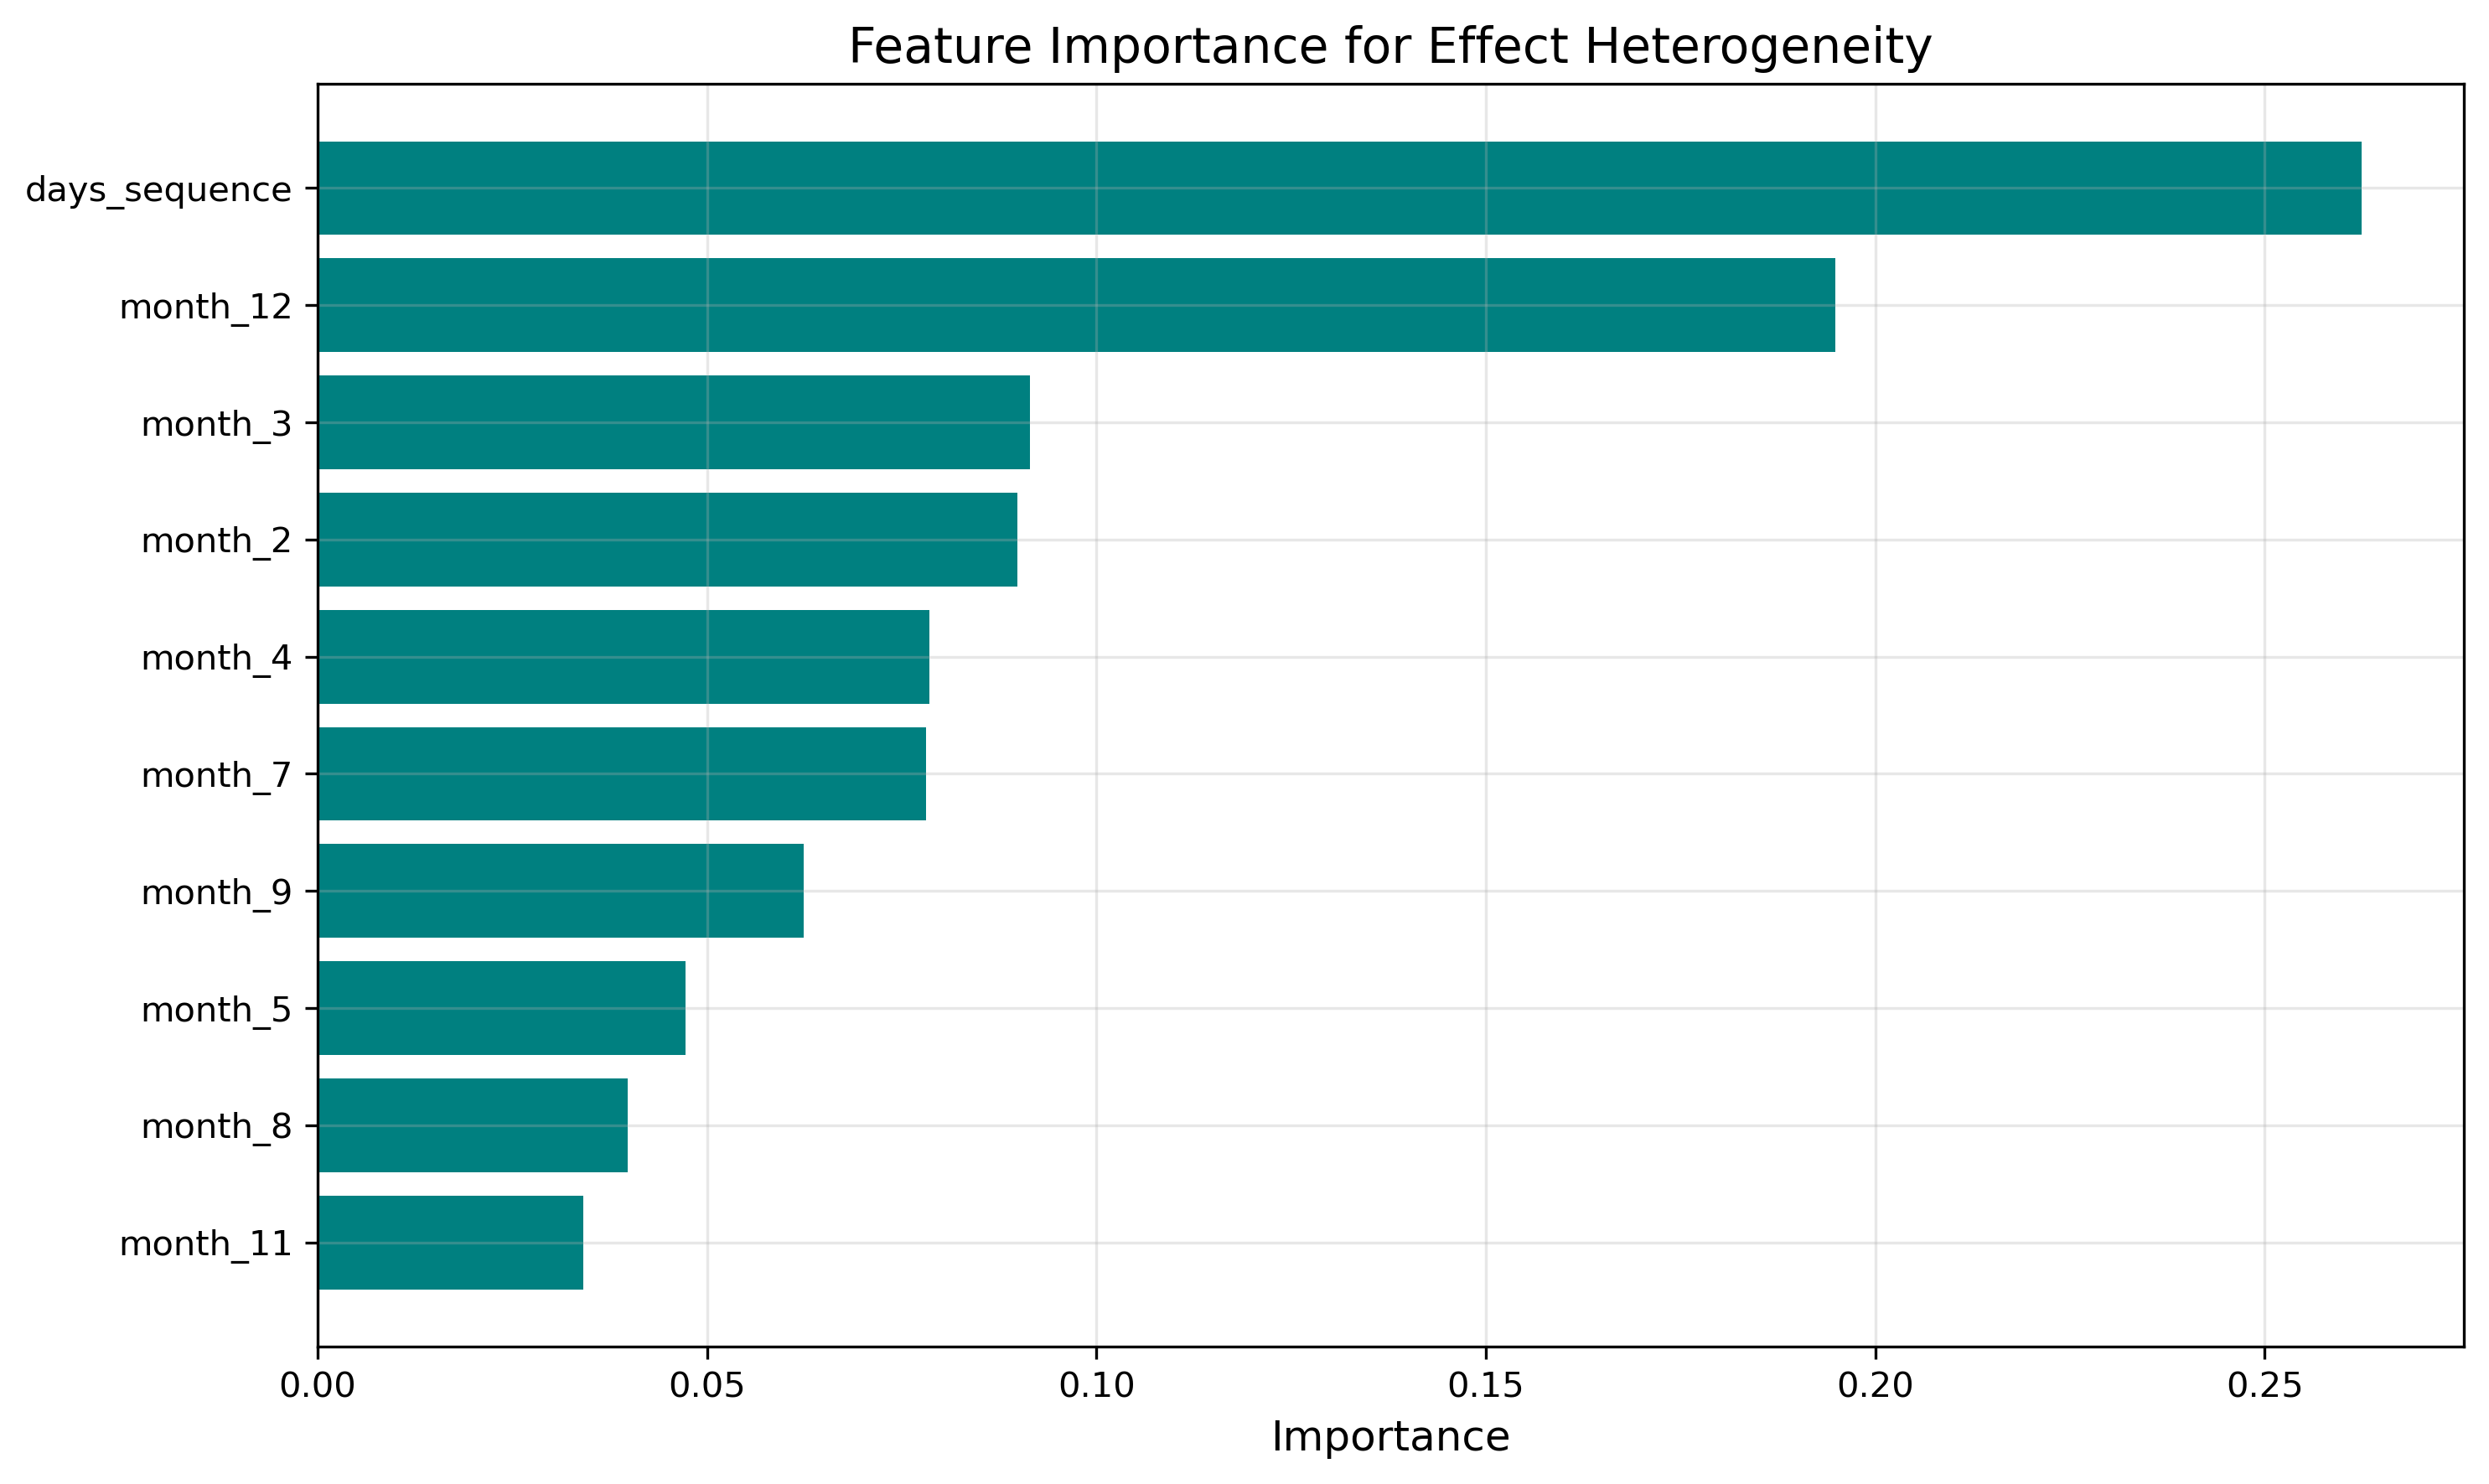 Feature Importance for Effect Heterogeneity
days_sequence
month_12
month_3
month_2
month_4
month_7
month_9
month_5
month_8
month_11
0.00 0.05 0.10 0.15 0.20 0.25
Importance